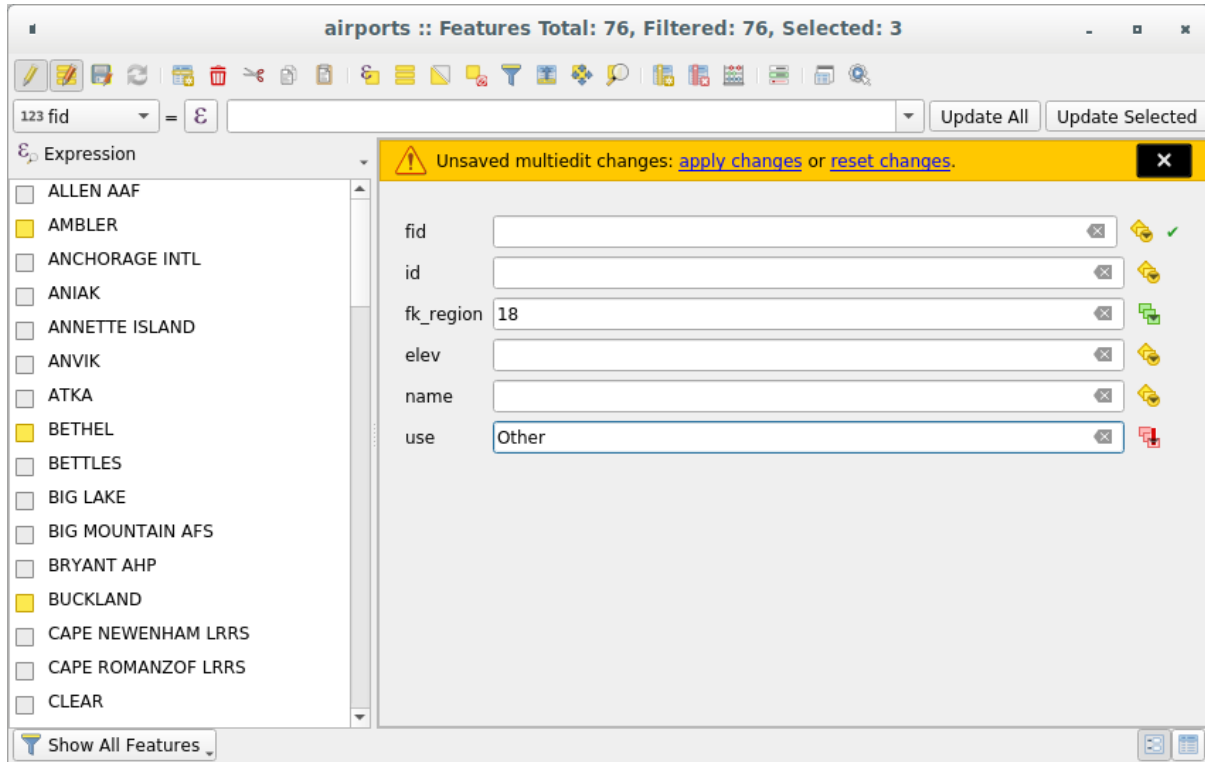 airports :: Features Total: 76, Filtered: 76, Selected: 3
123 fid = ε Update All Update Selected
ε Expression
Unsaved multiedit changes: apply changes or reset changes.
ALLEN AAF
AMBLER
ANCHORAGE INTL
ANIAK
ANNETTE ISLAND
ANVIK
ATKA
BETHEL
BETTLES
BIG LAKE
BIG MOUNTAIN AFS
BRYANT AHP
BUCKLAND
CAPE NEWENHAM LRRS
CAPE ROMANZOF LRRS
CLEAR
fid
id
fk_region 18
elev
name
use Other
Show All Features